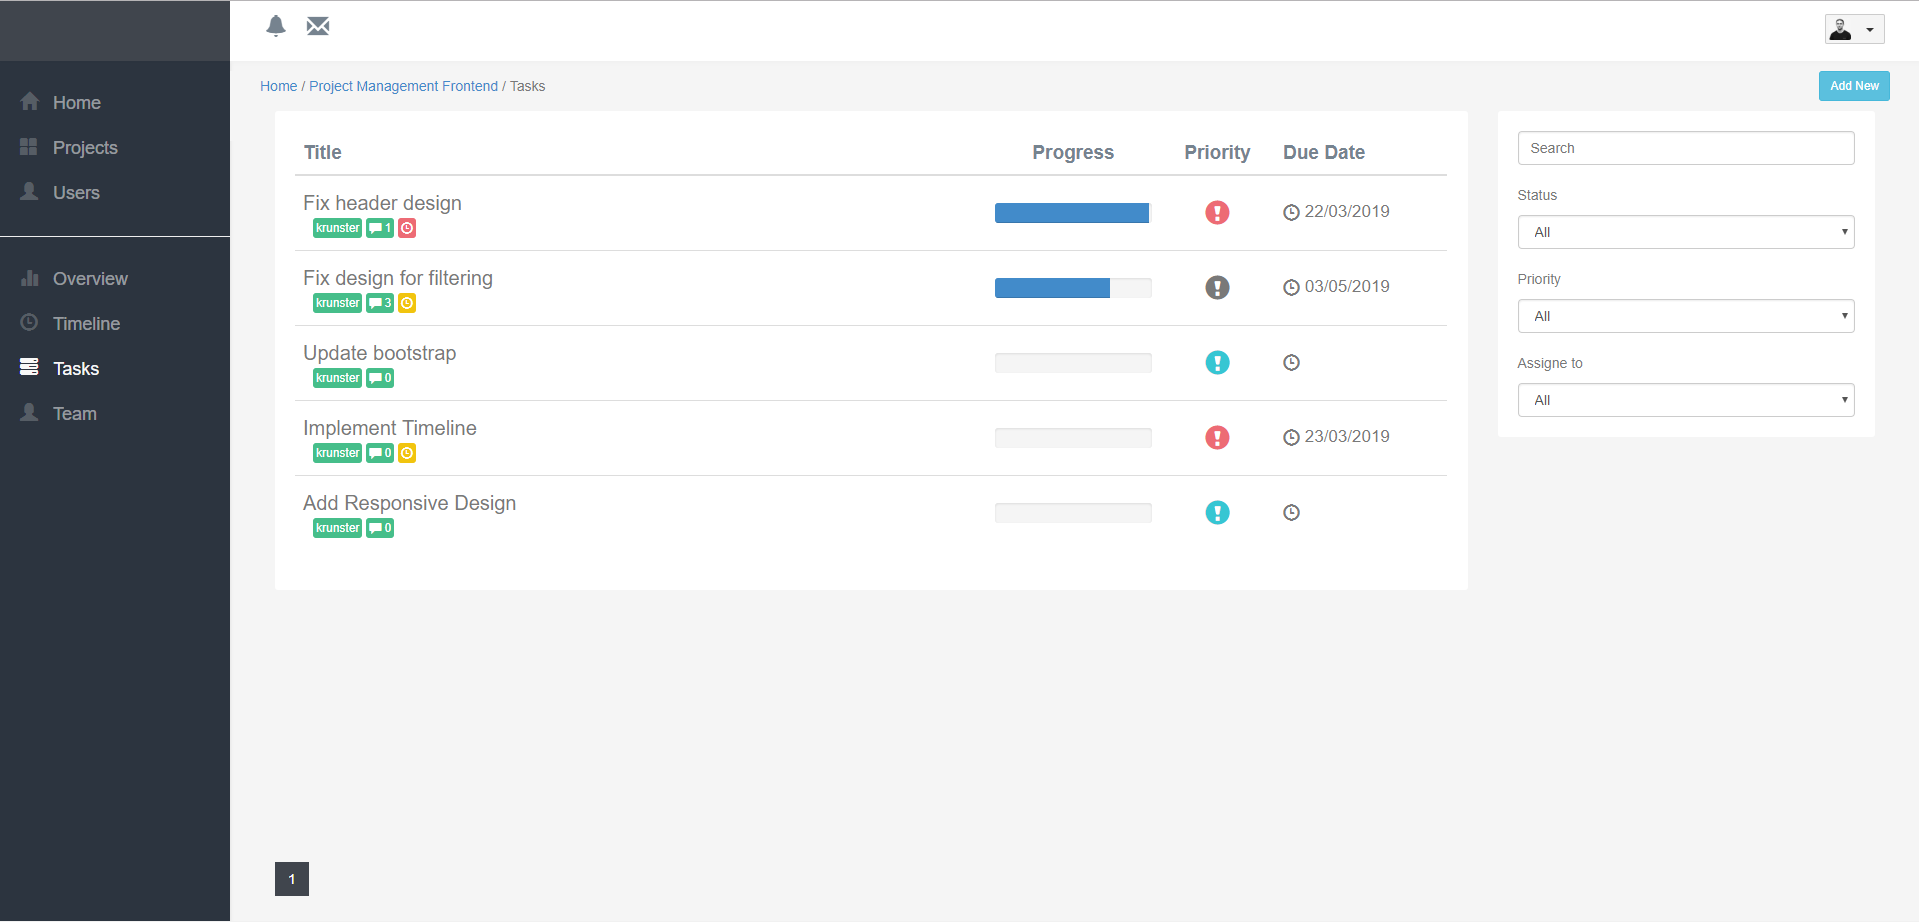 Home
Projects
Users
Overview
Timeline
Tasks
Team
Home / Project Management Frontend / Tasks
Add New
Title Progress Priority Due Date
Fix header design
krunster 1
22/03/2019
Fix design for filtering
krunster 3
03/05/2019
Update bootstrap
krunster 0
Implement Timeline
krunster 0
23/03/2019
Add Responsive Design
krunster 0
1
Search
Status
All
Priority
All
Assigne to
All